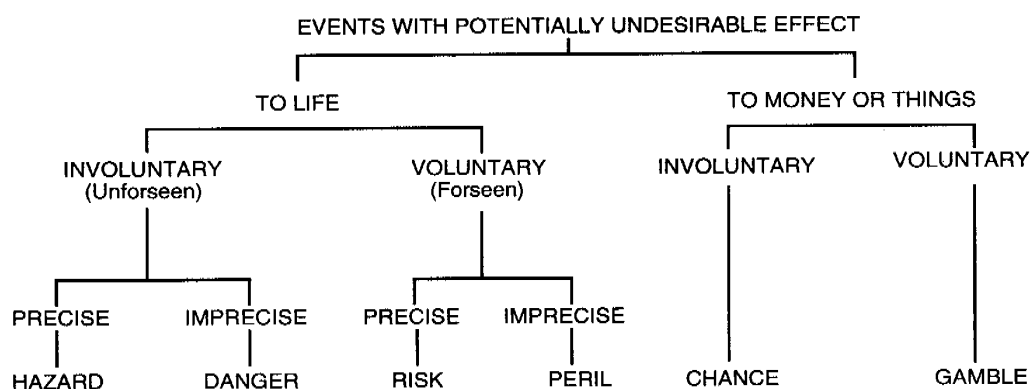 EVENTS WITH POTENTIALLY UNDESIRABLE EFFECT
TO LIFE
TO MONEY OR THINGS
INVOLUNTARY
(Unforseen)
VOLUNTARY
(Forseen)
INVOLUNTARY
VOLUNTARY
PRECISE
IMPRECISE
PRECISE
IMPRECISE
HAZARD
DANGER
RISK
PERIL
CHANCE
GAMBLE